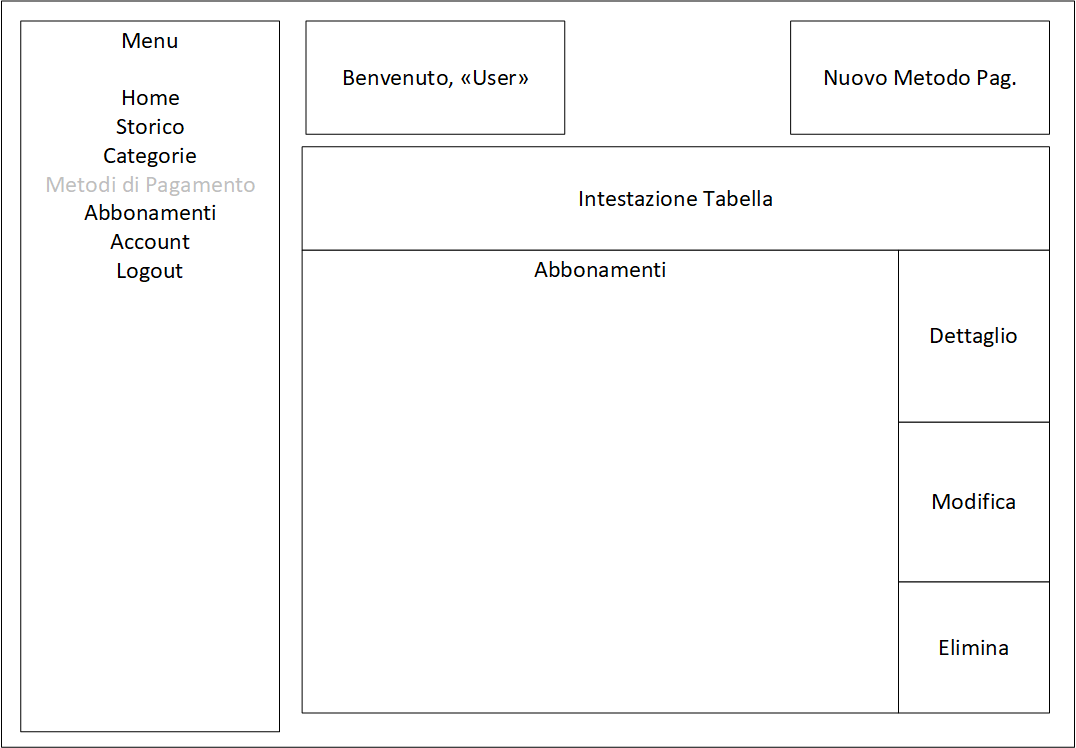 Menu
Home
Storico
Categorie
Metodi di Pagamento
Abbonamenti
Account
Logout
Benvenuto, «User»
Nuovo Metodo Pag.
Intestazione Tabella
Abbonamenti
Dettaglio
Modifica
Elimina